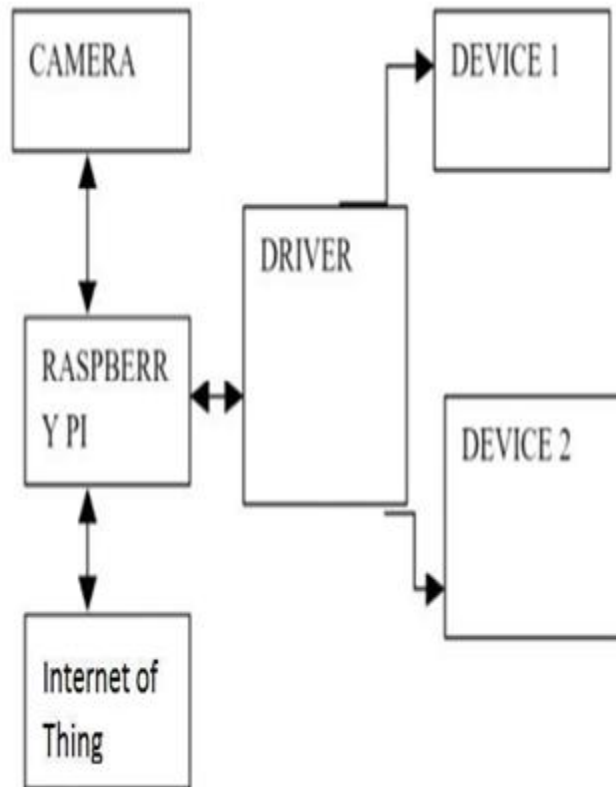 CAMERA
DEVICE 1
DRIVER
RASPBERR
Y PI
DEVICE 2
Internet of
Thing